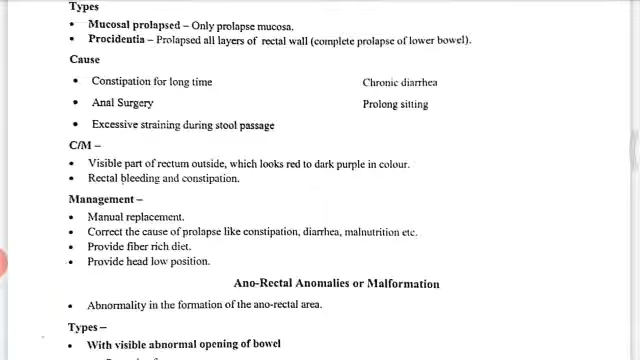 Types
• Mucosal prolapsed – Only prolapse mucosa.
• Procidentia – Prolapsed all layers of rectal wall (complete prolapse of lower bowel).
Cause
• Constipation for long time Chronic diarrhea
• Anal Surgery Prolong sitting
• Excessive straining during stool passage
C/M –
• Visible part of rectum outside, which looks red to dark purple in colour.
• Rectal bleeding and constipation.
Management –
• Manual replacement.
• Correct the cause of prolapse like constipation, diarrhea, malnutrition etc.
• Provide fiber rich diet.
• Provide head low position.
Ano-Rectal Anomalies or Malformation
• Abnormality in the formation of the ano-rectal area.
Types –
• With visible abnormal opening of bowel